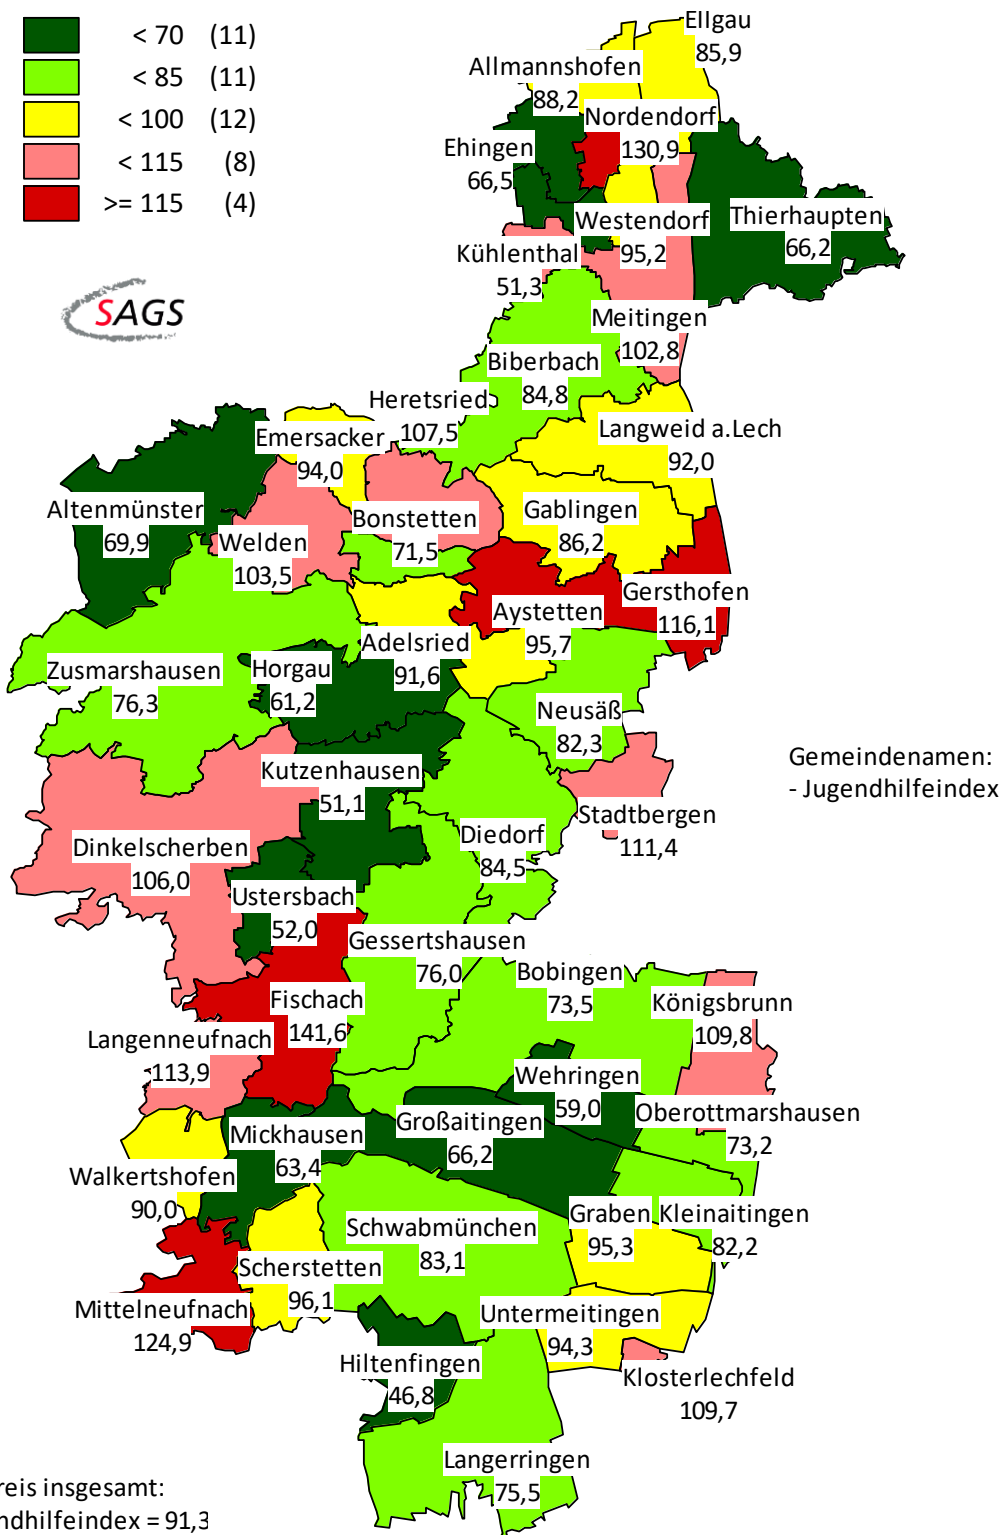 < 70 (11)
< 85 (11)
< 100 (12)
< 115 (8)
>= 115 (4)
SAGS
Ellgau
85,9
Allmannshofen
88,2
Nordendorf
130,9
Ehingen
66,5
Westendorf
95,2
Thierhaupten
66,2
Kühlenthal
51,3
Meitingen
102,8
Biberbach
84,8
Heretsried
107,5
Emersacker
94,0
Langweid a.Lech
92,0
Altenmünster
69,9
Bonstetten
71,5
Gablingen
86,2
Welden
103,5
Gersthofen
116,1
Aystetten
95,7
Adelsried
91,6
Zusmarshausen
76,3
Horgau
61,2
Neusäß
82,3
Gemeindenamen:
- Jugendhilfeindex
Kutzenhausen
51,1
Stadtbergen
111,4
Diedorf
84,5
Dinkelscherben
106,0
Ustersbach
52,0
Gessertshausen
76,0
Bobingen
73,5
Fischach
141,6
Königsbrunn
109,8
Langenneufnach
113,9
Wehringen
59,0
Oberottmarshausen
73,2
Großaitingen
66,2
Mickhausen
63,4
Walkertshofen
90,0
Graben
95,3
Kleinaitingen
82,2
Schwabmünchen
83,1
Scherstetten
96,1
Mittelneufnach
124,9
Untermeitingen
94,3
Hiltenfingen
46,8
Klosterlechfeld
109,7
Langerringen
75,5
reis insgesamt:
ndhilfeindex = 91,3